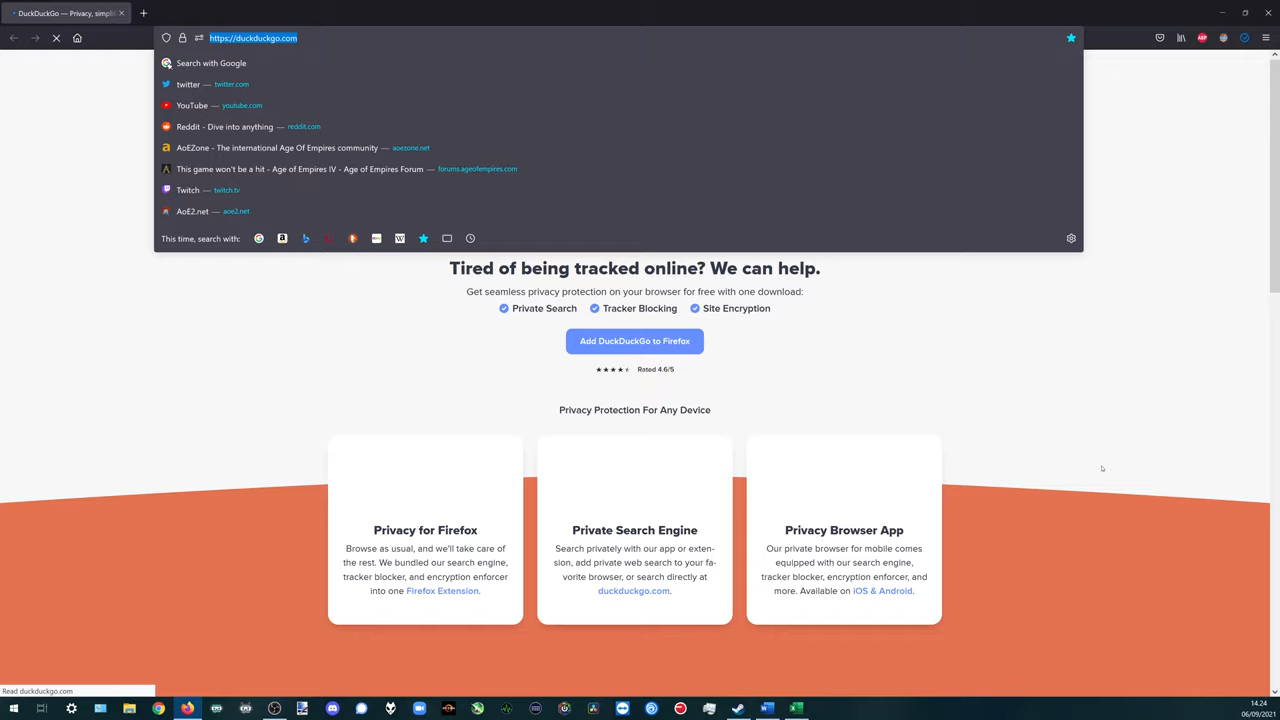 DuckDuckGo — Privacy, simplifi
https://duckduckgo.com
Search with Google
twitter — twitter.com
YouTube — youtube.com
Reddit - Dive into anything — reddit.com
AoEZone - The international Age Of Empires community — aoezone.net
This game won't be a hit - Age of Empires IV - Age of Empires Forum — forums.ageofempires.com
Twitch — twitch.tv
AoE2.net — aoe2.net
This time, search with:
Tired of being tracked online? We can help.
Get seamless privacy protection on your browser for free with one download:
Private Search Tracker Blocking Site Encryption
Add DuckDuckGo to Firefox
Rated 4.6/5
Privacy Protection For Any Device
Privacy for Firefox
Browse as usual, and we'll take care of
the rest. We bundled our search engine,
tracker blocker, and encryption enforcer
into one Firefox Extension.
Private Search Engine
Search privately with our app or exten-
sion, add private web search to your fa-
vorite browser, or search directly at
duckduckgo.com.
Privacy Browser App
Our private browser for mobile comes
equipped with our search engine,
tracker blocker, encryption enforcer, and
more. Available on iOS & Android.
Read duckduckgo.com
14.24
06/09/2021